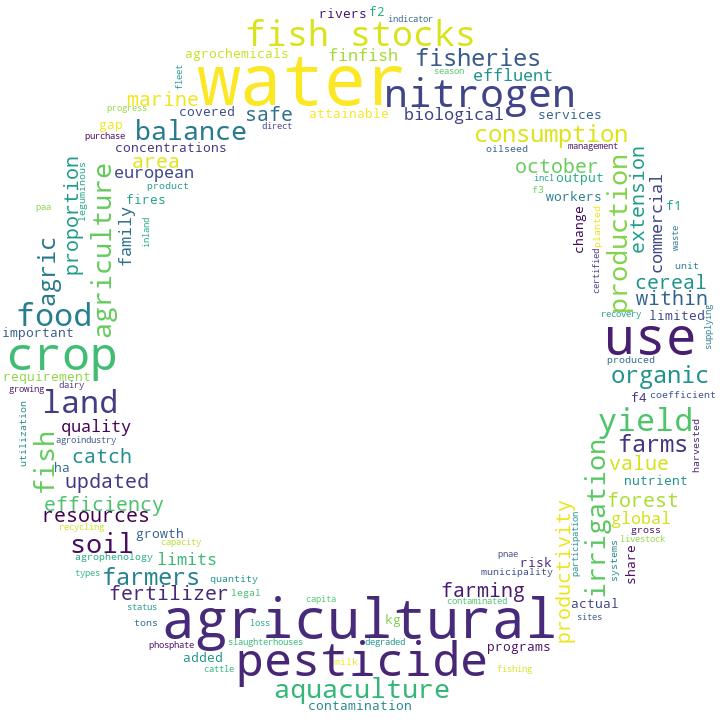 rivers f2
indicator
fish stocks
agrochemicals finfish fisheries
water
season effluent
fleet
marine nitrogen
progress covered safe attainable biological services
gap balance direct consumption
purchase
concentrations area oilseed management
european october
product incl output
fires f3 workers
proportion
leguminous
agriculture
family
inland
paa
agric
change
planted
certified
production
extension
commercial
f1
waste
unit
cereal
within
food recovery limited
supplying
important
crop use
produced
requirement organic
growing dairy f4 coefficient
land
yield
quality
agroindustry farms
utilization
fish
catch value
harvested
ha
updated nutrient
irrigation
efficiency forest
resources global
recycling growth capacity gross
soil livestock
productivity
participation
systems
share
agrophenology limits pnae risk
types farmers quantity municipality
fertilizer legal farming
status capita contaminated actual
tons loss agricultural kg sites
phosphate slaughterhouses degraded programs
added pesticide milk
cattle fishing
aquaculture
contamination